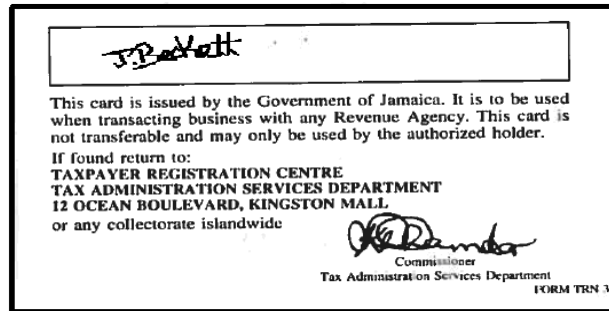 J. Beckett
This card is issued by the Government of Jamaica. It is to be used
when transacting business with any Revenue Agency. This card is
not transferable and may only be used by the authorized holder.
If found return to:
TAXPAYER REGISTRATION CENTRE
TAX ADMINISTRATION SERVICES DEPARTMENT
12 OCEAN BOULEVARD, KINGSTON MALL
or any collectorate islandwide
Commissioner
Tax Administration Services Department
FORM TRN 3